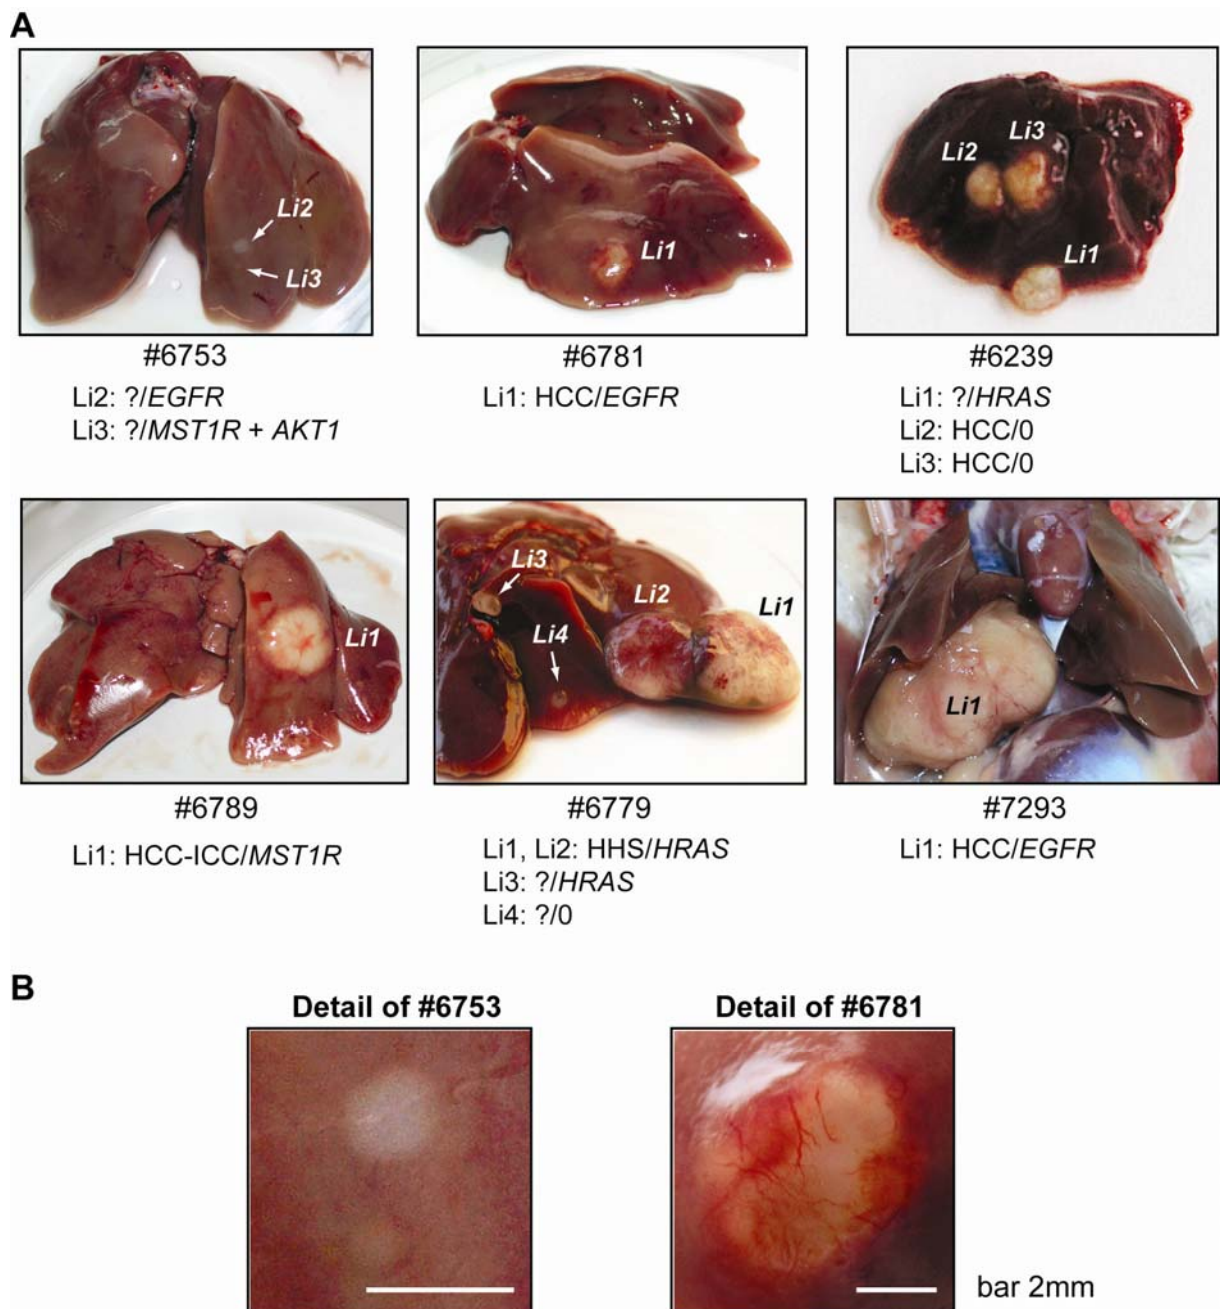 A
Li2
Li3
#6753
Li2: ?/EGFR
Li3: ?/MST1R + AKT1
Li1
#6781
Li1: HCC/EGFR
Li3
Li2
Li1
#6239
Li1: ?/HRAS
Li2: HCC/0
Li3: HCC/0
Li1
#6789
Li1: HCC-ICC/MST1R
Li3
Li2
Li1
Li4
#6779
Li1, Li2: HHS/HRAS
Li3: ?/HRAS
Li4: ?/0
Li1
#7293
Li1: HCC/EGFR
B
Detail of #6753
Detail of #6781
bar 2mm